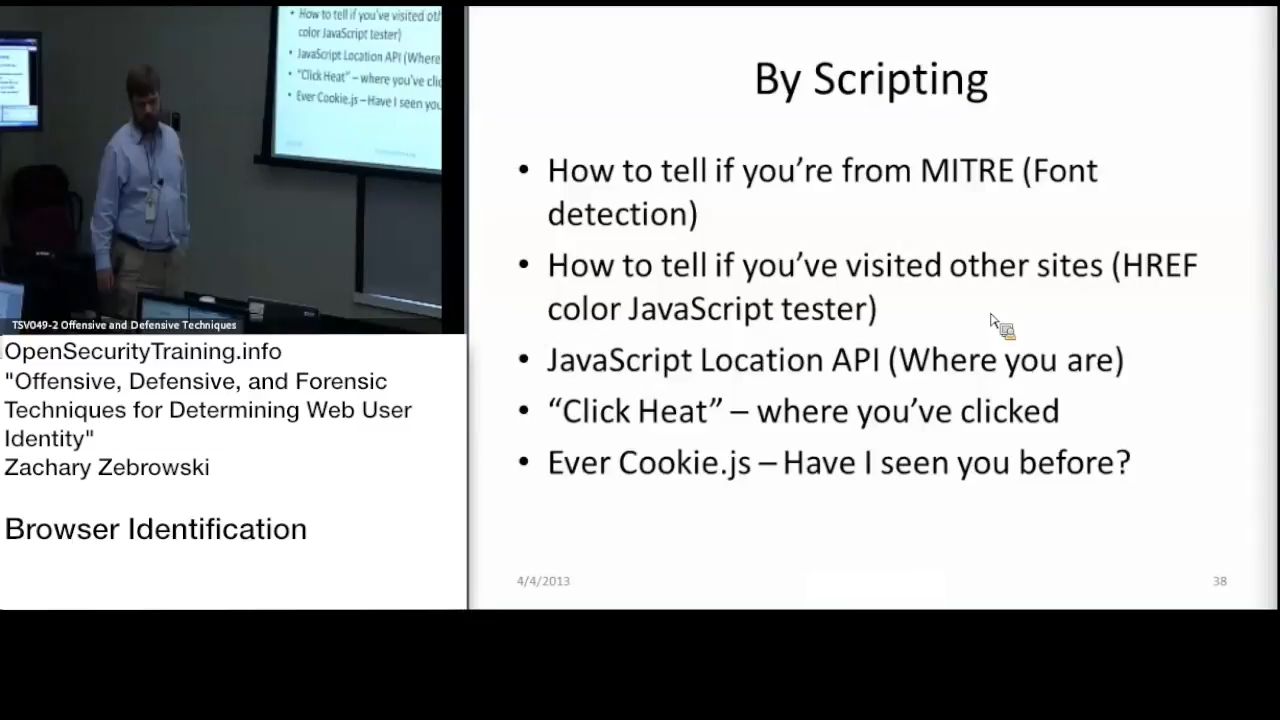 How to tell if you've visited ot
color JavaScript tester)
• JavaScript Location API (Where
• "Click Heat" – where you've clic
• Ever Cookie.js – Have I seen you
TSV049-2 Offensive and Defensive Techniques
OpenSecurityTraining.info
"Offensive, Defensive, and Forensic
Techniques for Determining Web User
Identity"
Zachary Zebrowski
Browser Identification
By Scripting
• How to tell if you're from MITRE (Font
detection)
• How to tell if you've visited other sites (HREF
color JavaScript tester)
• JavaScript Location API (Where you are)
• “Click Heat” – where you've clicked
• Ever Cookie.js – Have I seen you before?
4/4/2013
38